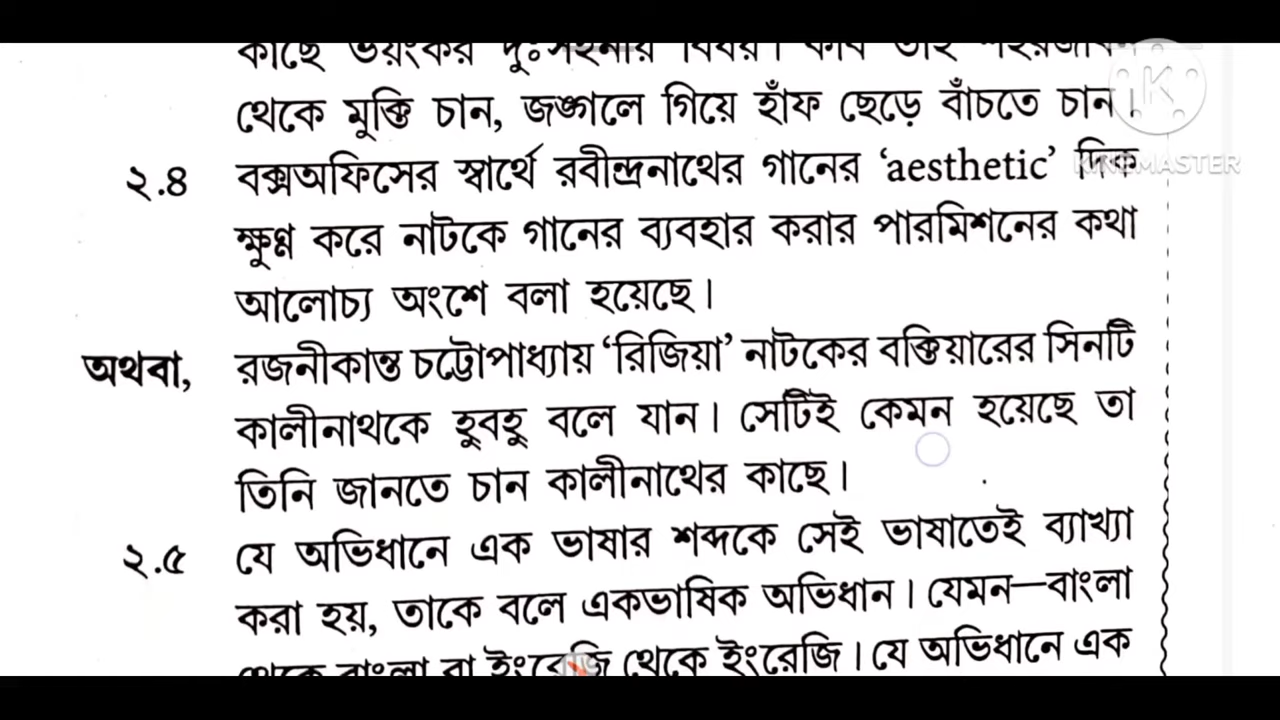 থেকে মুক্তি চান, জঙ্গলে গিয়ে হাঁফ ছেড়ে বাঁচতে চান।
KINEMASTER
২.৪ বক্সঅফিসের স্বার্থে রবীন্দ্রনাথের গানের ‘aesthetic’ দিক
ক্ষুণ্ণ করে নাটকে গানের ব্যবহার করার পারমিশনের কথা
আলোচ্য অংশে বলা হয়েছে।
অথবা, রজনীকান্ত চট্টোপাধ্যায় ‘রিজিয়া’ নাটকের বক্তিয়ারের সিনটি
কালীনাথকে হুবহু বলে যান। সেটিই কেমন হয়েছে তা
তিনি জানতে চান কালীনাথের কাছে।
২.৫ যে অভিধানে এক ভাষার শব্দকে সেই ভাষাতেই ব্যাখ্যা
করা হয়, তাকে বলে একভাষিক অভিধান। যেমন—বাংলা
থেকে বাংলা বা ইংরেজি থেকে ইংরেজি। যে অভিধানে এক